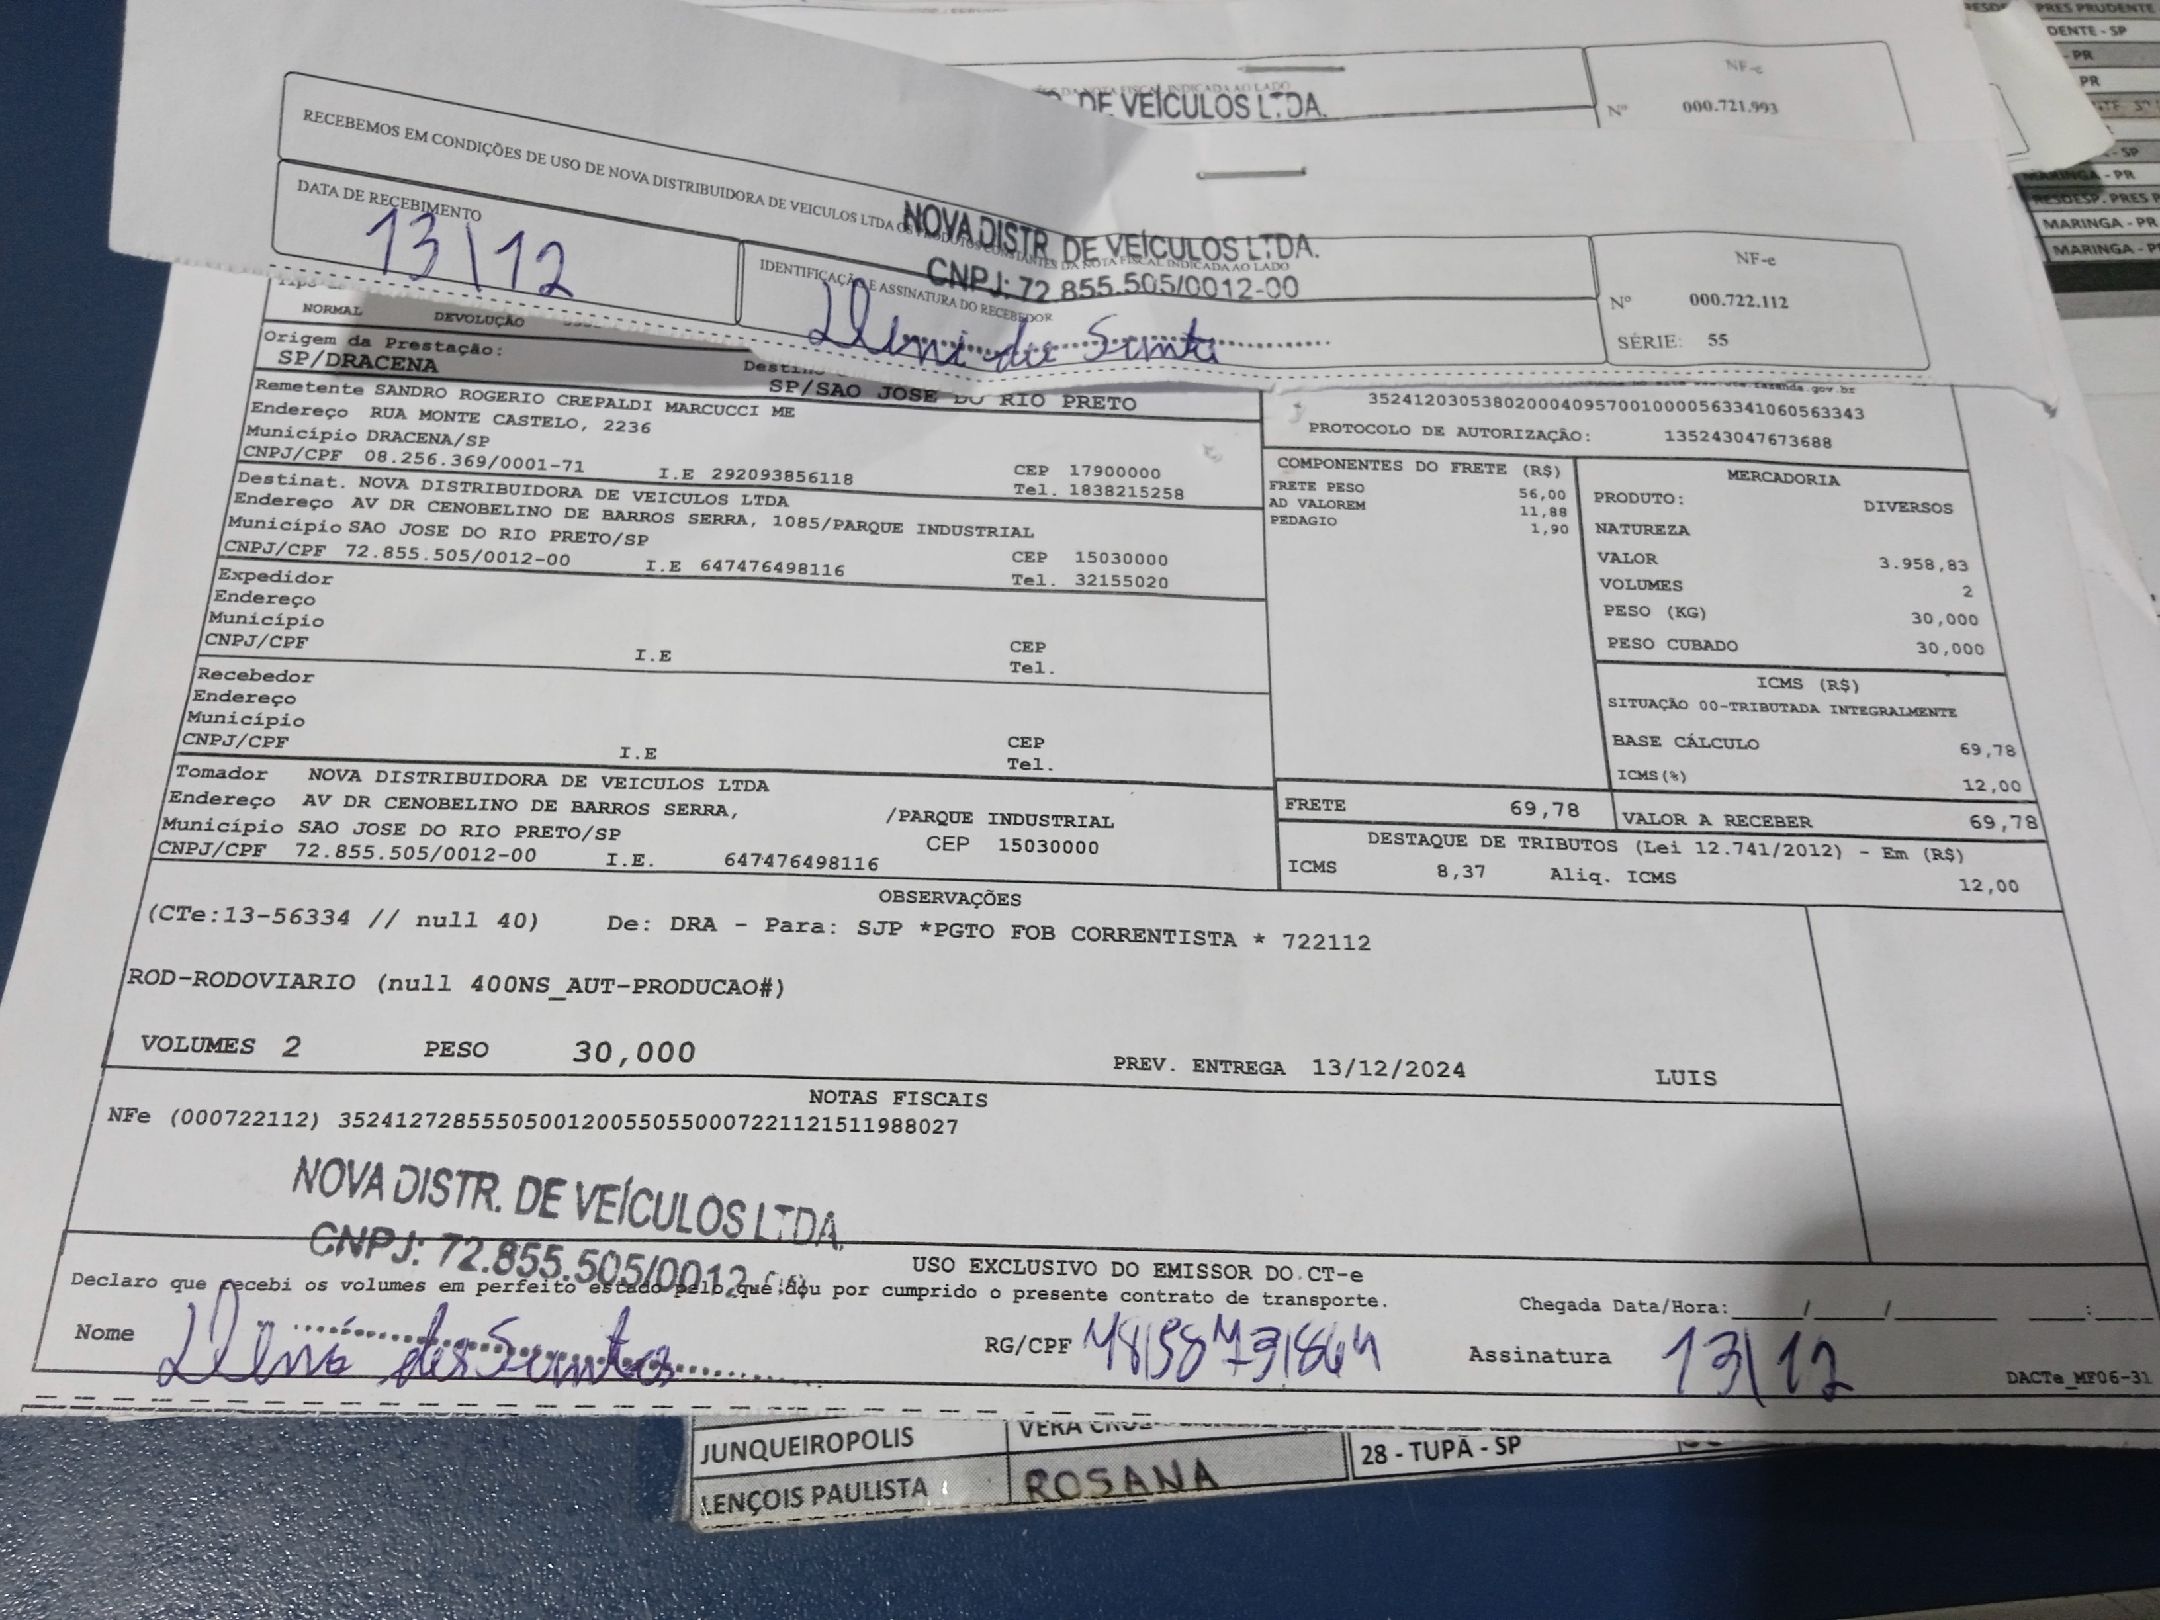 NF-e
DA NOTA FISCAL INDICADA AO LADO
DE VEÍCULOS LTDA.
Nº 000.721.993
RECEBEMOS EM CONDIÇÕES DE USO DE NOVA DISTRIBUIDORA DE VEICULOS LTDA OS PRODUTOS CONSTANTES DA NOTA FISCAL INDICADA AO LADO
DATA DE RECEBIMENTO
13\12
NOVA DISTR. DE VEÍCULOS LTDA.
CNPJ: 72.855.505/0012-00
IDENTIFICAÇÃO E ASSINATURA DO RECEBEDOR
NF-e
Nº 000.722.112
SÉRIE: 55
NORMAL DEVOLUÇÃO
Origem da Prestação:
SP/DRACENA
SP/SAO JOSE DO RIO PRETO
Remetente SANDRO ROGERIO CREPALDI MARCUCCI ME
Endereço RUA MONTE CASTELO, 2236
Município DRACENA/SP
CNPJ/CPF 08.256.369/0001-71 I.E 292093856118
CEP 17900000
Tel. 1838215258
Destinat. NOVA DISTRIBUIDORA DE VEICULOS LTDA
Endereço AV DR CENOBELINO DE BARROS SERRA, 1085/PARQUE INDUSTRIAL
Município SAO JOSE DO RIO PRETO/SP
CNPJ/CPF 72.855.505/0012-00 I.E 647476498116
CEP 15030000
Tel. 32155020
Expedidor
Endereço
Município
CNPJ/CPF I.E
CEP
Tel.
Recebedor
Endereço
Município
CNPJ/CPF I.E
CEP
Tel.
Tomador NOVA DISTRIBUIDORA DE VEICULOS LTDA
Endereço AV DR CENOBELINO DE BARROS SERRA, /PARQUE INDUSTRIAL
Município SAO JOSE DO RIO PRETO/SP CEP 15030000
CNPJ/CPF 72.855.505/0012-00 I.E. 647476498116
35241203053802000409570010000563341060563343
PROTOCOLO DE AUTORIZAÇÃO: 135243047673688
COMPONENTES DO FRETE (R$)
FRETE PESO 56,00
AD VALOREM 11,88
PEDAGIO 1,90
MERCADORIA
PRODUTO: DIVERSOS
NATUREZA
VALOR 3.958,83
VOLUMES 2
PESO (KG) 30,000
PESO CUBADO 30,000
ICMS (R$)
SITUAÇÃO 00-TRIBUTADA INTEGRALMENTE
BASE CÁLCULO 69,78
ICMS(%) 12,00
FRETE 69,78
VALOR A RECEBER 69,78
DESTAQUE DE TRIBUTOS (Lei 12.741/2012) - Em (R$)
ICMS 8,37 Aliq. ICMS 12,00
OBSERVAÇÕES
(CTe:13-56334 // null 40) De: DRA - Para: SJP *PGTO FOB CORRENTISTA * 722112
ROD-RODOVIARIO (null 400NS_AUT-PRODUCAO#)
VOLUMES 2 PESO 30,000 PREV. ENTREGA 13/12/2024 LUIS
NOTAS FISCAIS
NFe (000722112) 35241272855505001200550550007221121511988027
NOVA DISTR. DE VEÍCULOS LTDA.
CNPJ: 72.855.505/0012
USO EXCLUSIVO DO EMISSOR DO CT-e
Declaro que recebi os volumes em perfeito estado pelo que dou por cumprido o presente contrato de transporte.
Chegada Data/Hora: / / :
Nome
RG/CPF
Assinatura 13\12
DACTe_MF06-31
JUNQUEIROPOLIS
LENÇOIS PAULISTA
ROSANA
28 - TUPÃ - SP
PRES PRUDENTE
DENTE - SP
- PR
PR
- SP
MARINGA - PR
MARINGA - PR